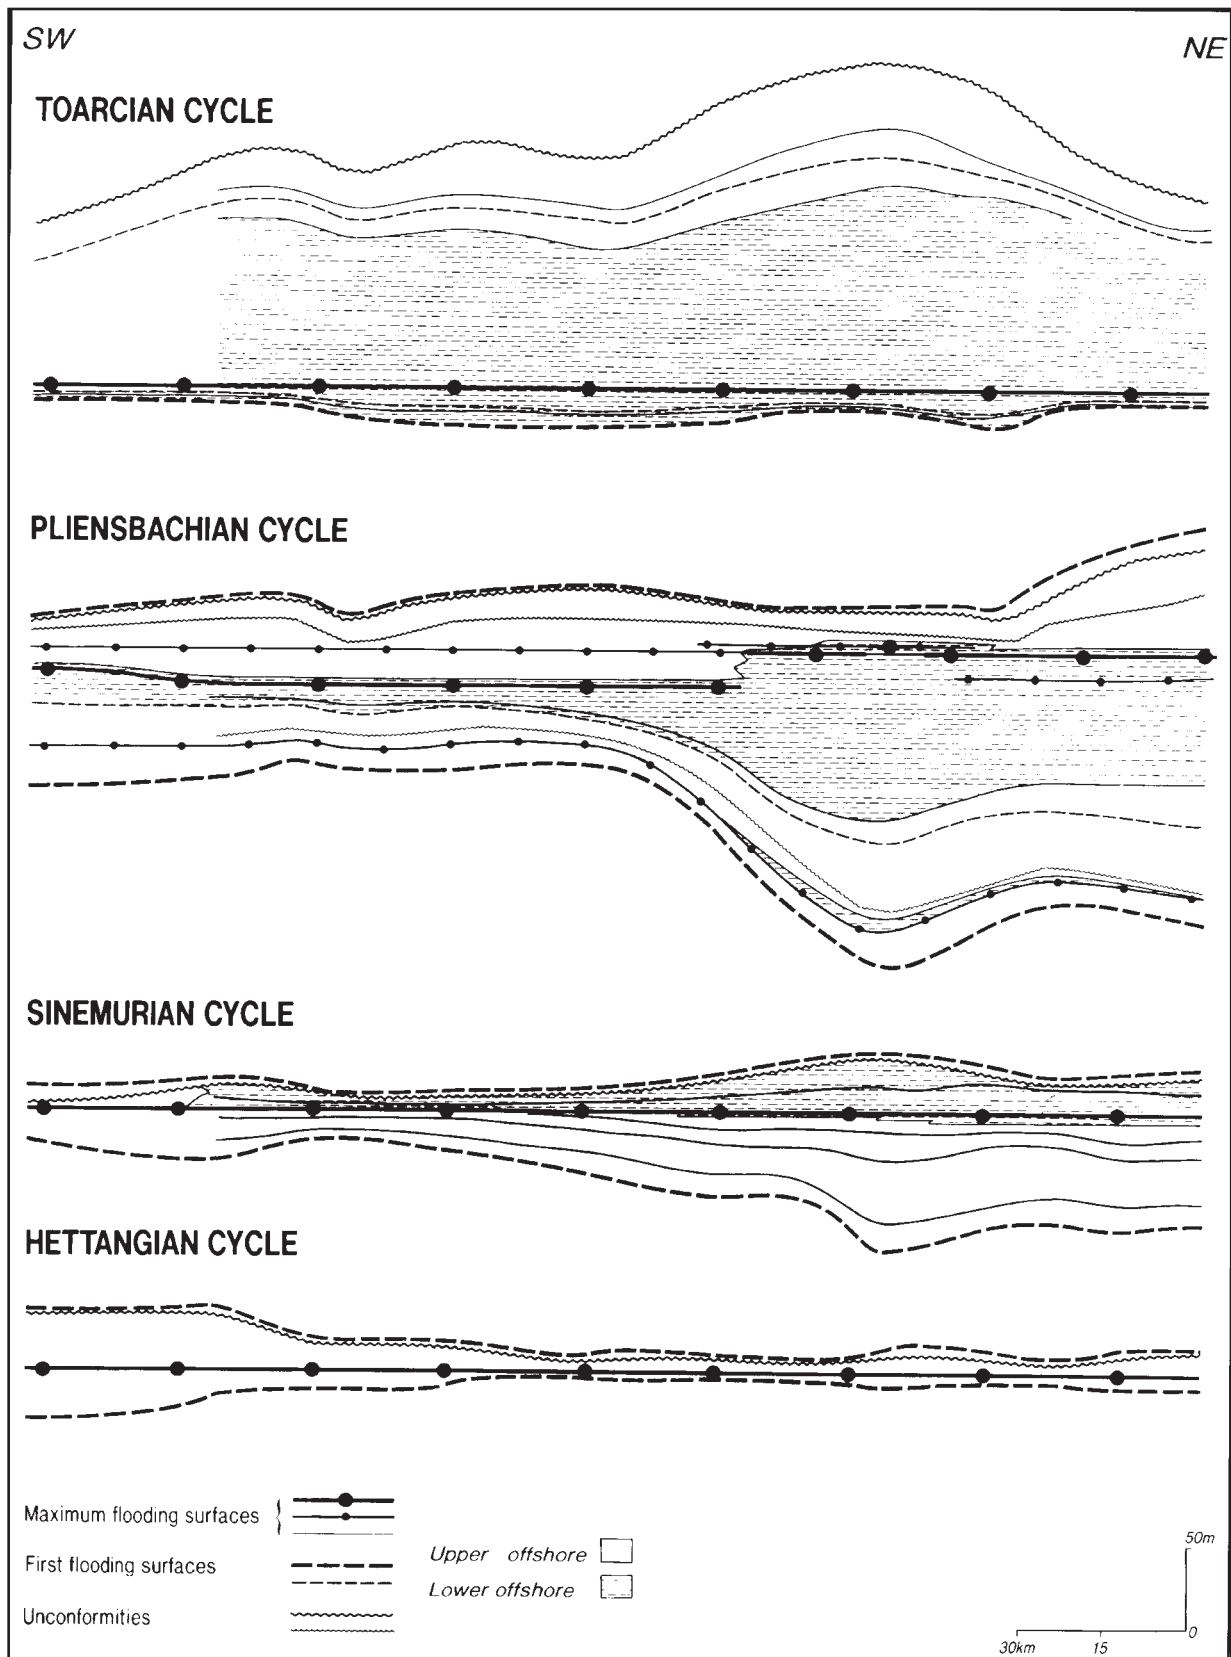 SW
NE
TOARCIAN CYCLE
PLIENSBACHIAN CYCLE
SINEMURIAN CYCLE
HETTANGIAN CYCLE
Maximum flooding surfaces
First flooding surfaces
Unconformities
Upper offshore
Lower offshore
50m
0
30km 15